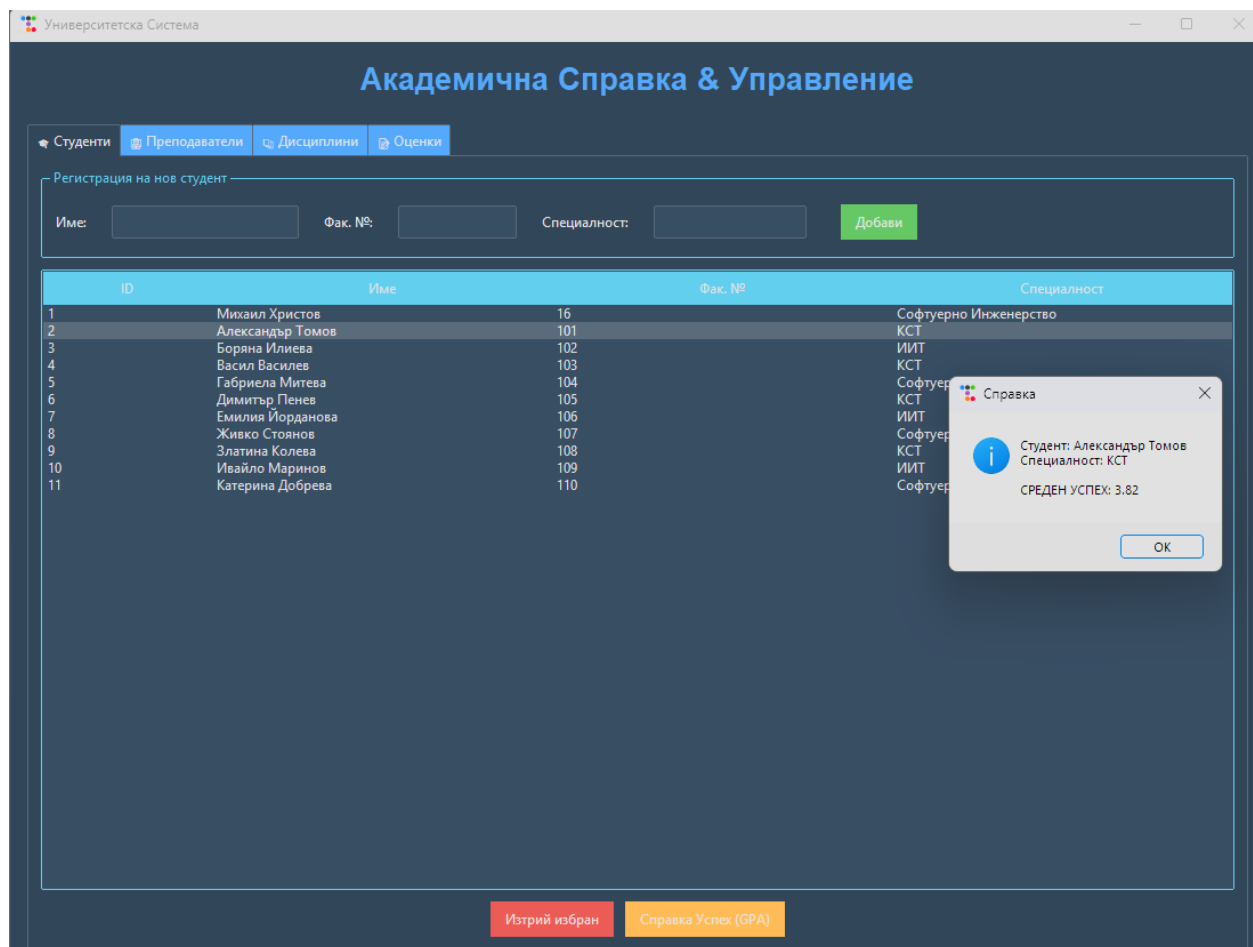 Университетска Система
Академична Справка & Управление
Студенти Преподаватели Дисциплини Оценки
Регистрация на нов студент
Име: Фак. №: Специалност: Добави
ID Име Фак. № Специалност
1 Михаил Христов 16 Софтуерно Инженерство
2 Александър Томов 101 КСТ
3 Боряна Илиева 102 ИИТ
4 Васил Василев 103 КСТ
5 Габриела Митева 104 Софтуер
6 Димитър Пенев 105 КСТ
7 Емилия Йорданова 106 ИИТ
8 Живко Стоянов 107 Софтуер
9 Златина Колева 108 КСТ
10 Ивайло Маринов 109 ИИТ
11 Катерина Добрева 110 Софтуер
Справка
Студент: Александър Томов
Специалност: КСТ
СРЕДЕН УСПЕХ: 3.82
OK
Изтрий избран Справка Успех (GPA)